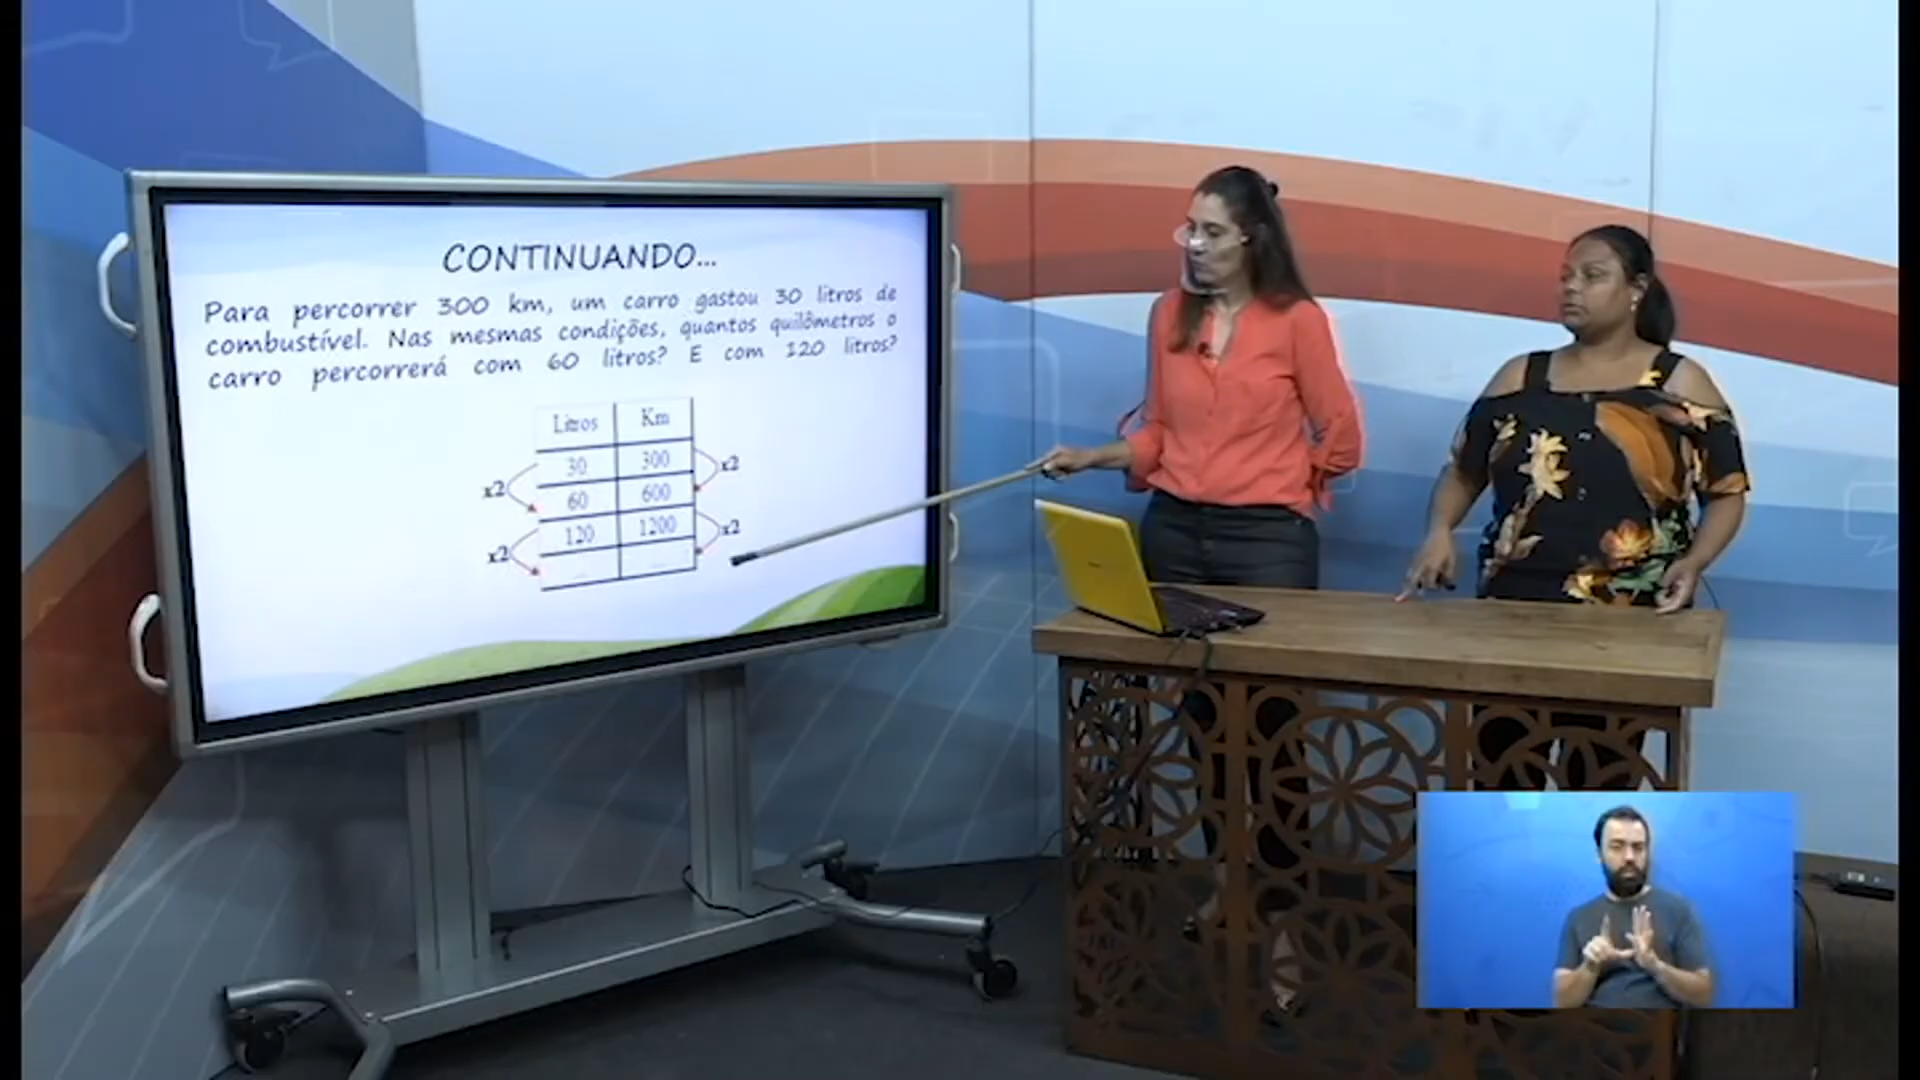 CONTINUANDO...
Para percorrer 300 km, um carro gastou 30 litros de
combustível. Nas mesmas condições, quantos quilômetros o
carro percorrerá com 60 litros? E com 120 litros?
Litros Km
30 300
x2 x2
60 600
120 1200
x2 x2